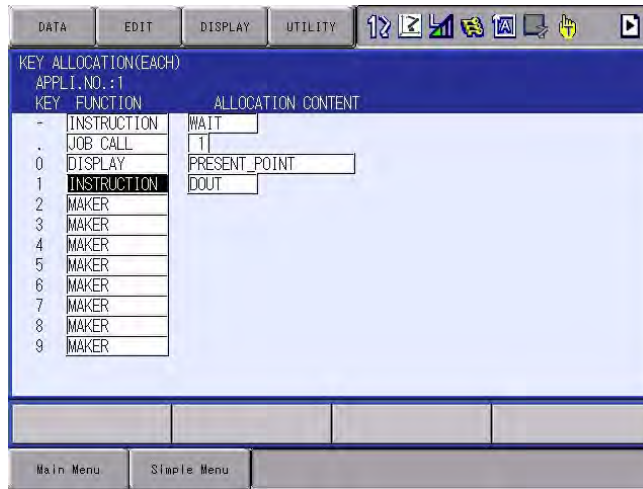 DATA EDIT DISPLAY UTILITY
KEY ALLOCATION(EACH)
APPLI.NO.:1
KEY FUNCTION ALLOCATION CONTENT
- INSTRUCTION WAIT
. JOB CALL 1
0 DISPLAY PRESENT_POINT
1 INSTRUCTION DOUT
2 MAKER
3 MAKER
4 MAKER
5 MAKER
6 MAKER
7 MAKER
8 MAKER
9 MAKER
Main Menu Simple Menu